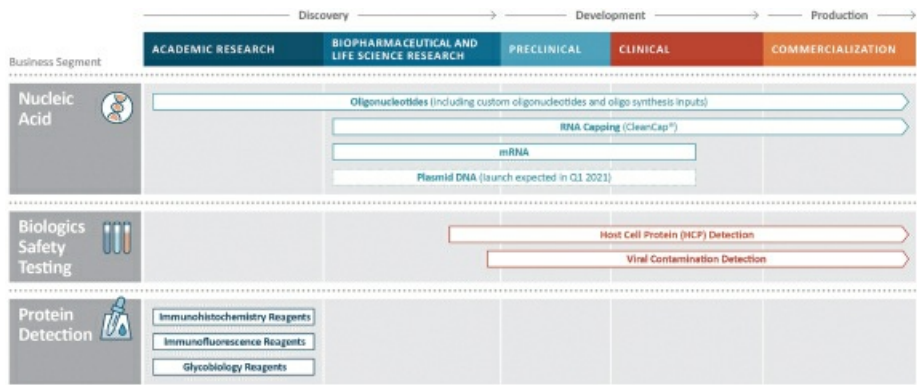 Discovery
Development
Production
Business Segment
ACADEMIC RESEARCH
BIOPHARMACEUTICAL AND
LIFE SCIENCE RESEARCH
PRECLINICAL
CLINICAL
COMMERCIALIZATION
Nucleic
Acid
Oligonucleotides (including custom oligonucleotides and oligo synthesis inputs)
RNA Capping (CleanCap®)
mRNA
Plasmid DNA (launch expected in Q1 2021)
Biologics
Safety
Testing
Host Cell Protein (HCP) Detection
Viral Contamination Detection
Protein
Detection
Immunohistochemistry Reagents
Immunofluorescence Reagents
Glycobiology Reagents